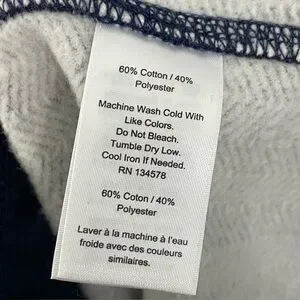 60% Cotton / 40%
Polyester
Machine Wash Cold With
Like Colors.
Do Not Bleach.
Tumble Dry Low.
Cool Iron If Needed.
RN 134578
60% Cotton / 40%
Polyester
Laver à la machine à l'eau
froide avec des couleurs
similaires.